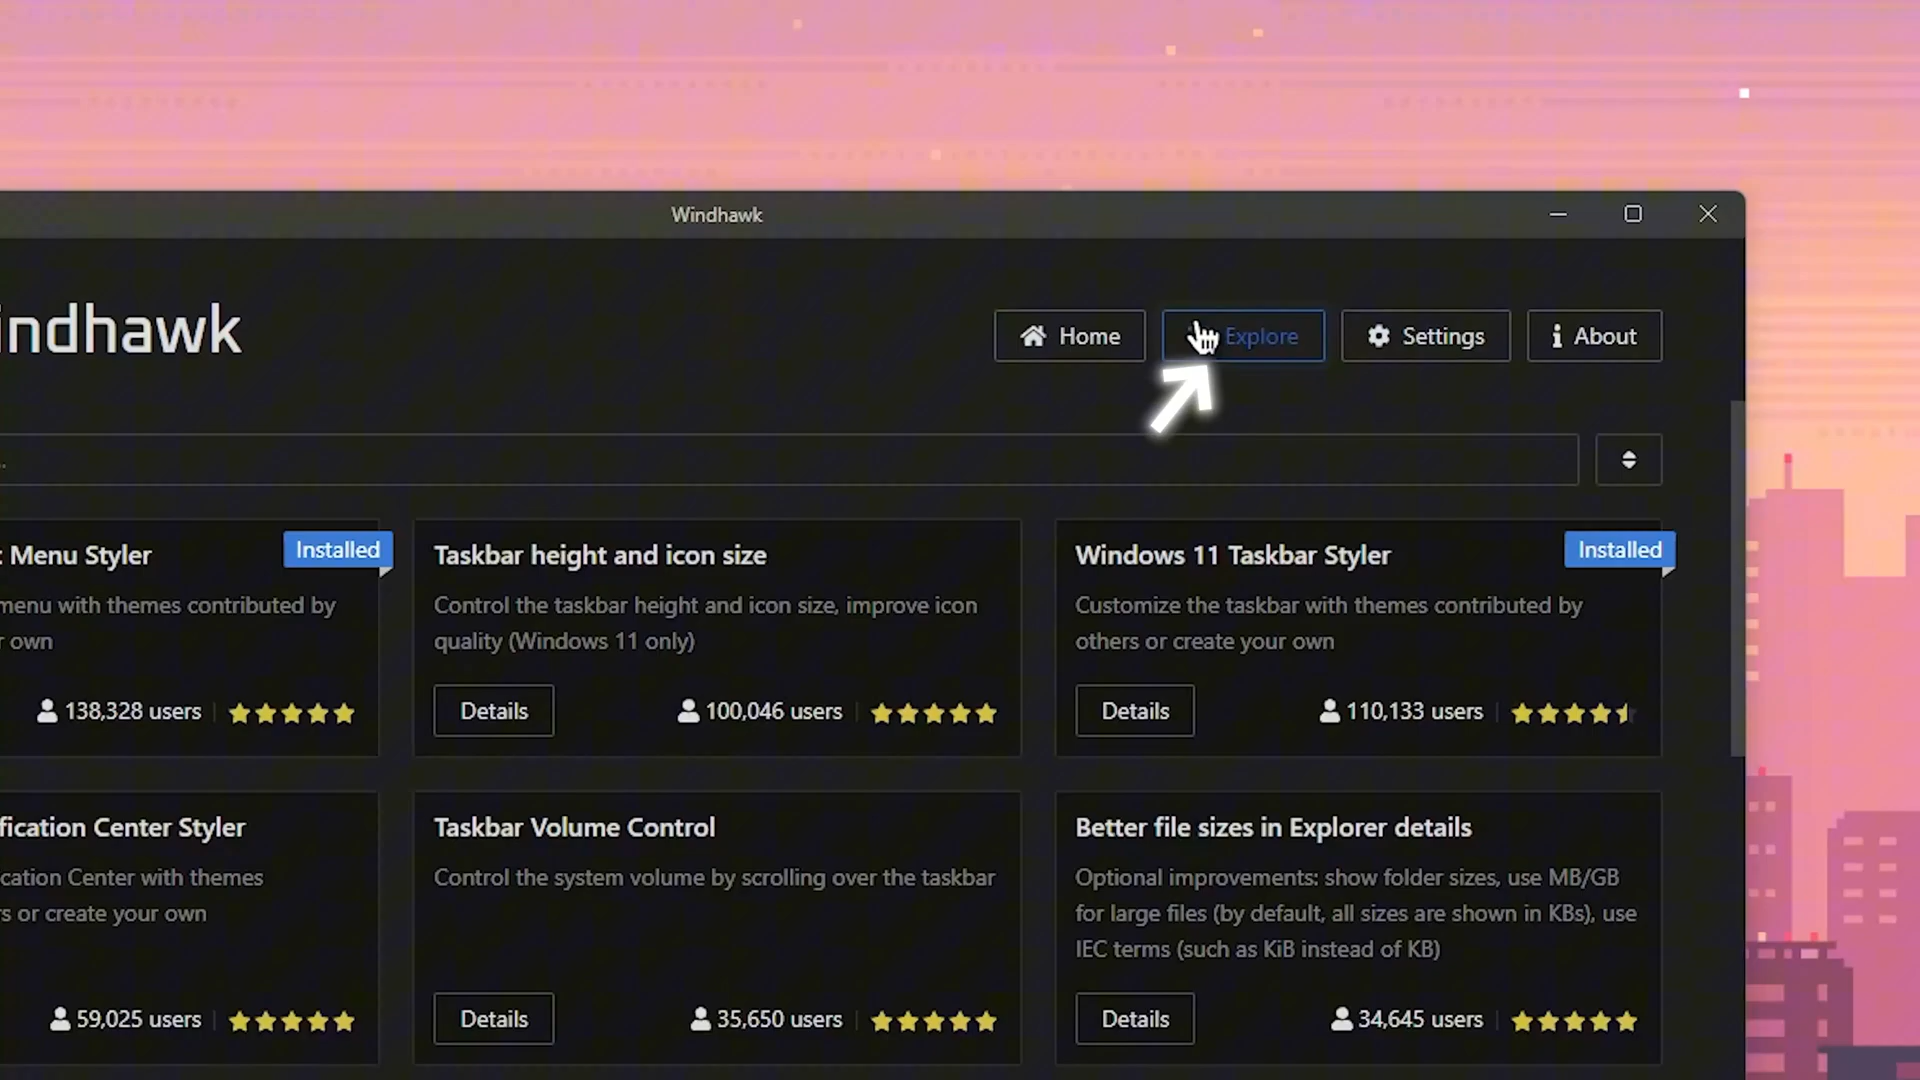 Windhawk
indhawk
Home
Explore
Settings
About
Menu Styler
Installed
menu with themes contributed by
own
138,328 users
Taskbar height and icon size
Control the taskbar height and icon size, improve icon
quality (Windows 11 only)
Details
100,046 users
Windows 11 Taskbar Styler
Installed
Customize the taskbar with themes contributed by
others or create your own
Details
110,133 users
fication Center Styler
cation Center with themes
s or create your own
59,025 users
Taskbar Volume Control
Control the system volume by scrolling over the taskbar
Details
35,650 users
Better file sizes in Explorer details
Optional improvements: show folder sizes, use MB/GB
for large files (by default, all sizes are shown in KBs), use
IEC terms (such as KiB instead of KB)
Details
34,645 users